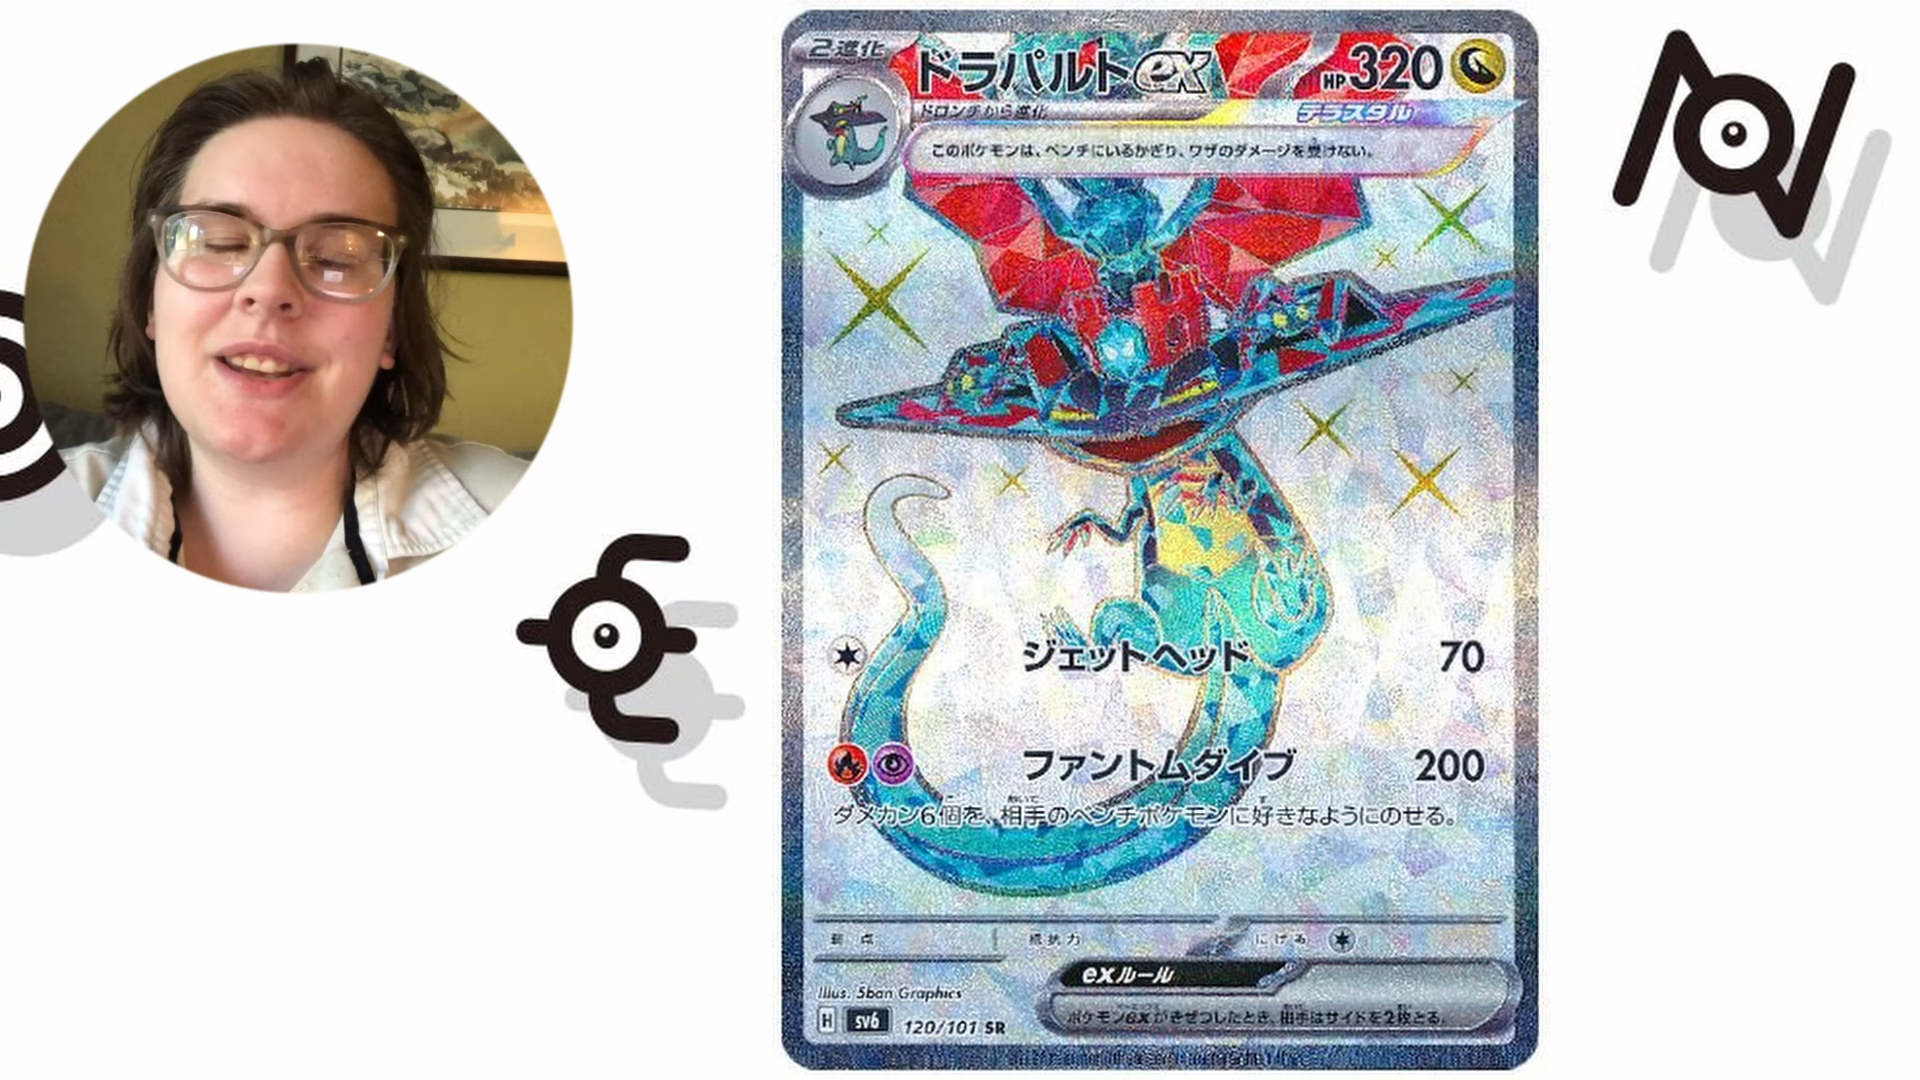 2進化
ドラパルトex HP320
ドロンチから進化 テラスタル
このポケモンは、ベンチにいるかぎり、ワザのダメージを受けない。
ジェットヘッド 70
ファントムダイブ 200
ダメカン6個を、相手のベンチポケモンに好きなようにのせる。
弱点 抵抗力 にげる
exルール
Illus. 5ban Graphics
ポケモンexがきぜつしたとき、相手はサイドを2枚とる。
H sv6 120/101 SR